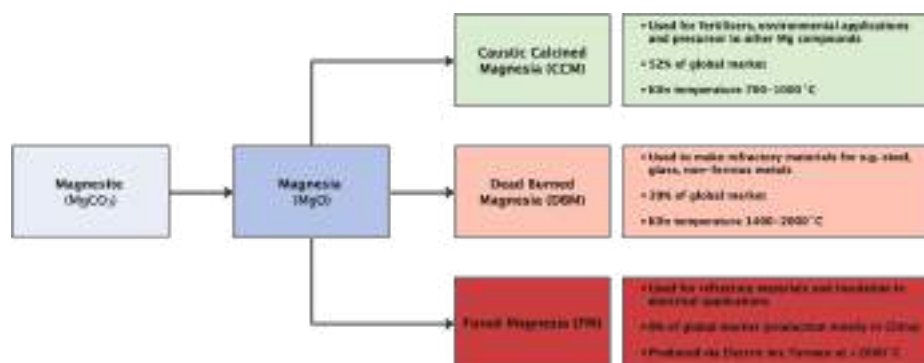 Caustic Calcined
Magnesia (CCM)
• Used for fertilisers, environmental applications
and precursor to other Mg compounds
• 52% of global market
• Kiln temperature 700–1000°C
Magnesite
(MgCO₃)
Magnesia
(MgO)
Dead Burned
Magnesia (DBM)
• Used to make refractory materials for e.g. steel,
glass, non-ferrous metals
• of global market
• Kiln temperature 1400–2000°C
Fused Magnesia (FM)
• Used for refractory materials and insulation in
electrical applications
• of global market (production mostly in China)
• Produced via Electric Arc Furnace at